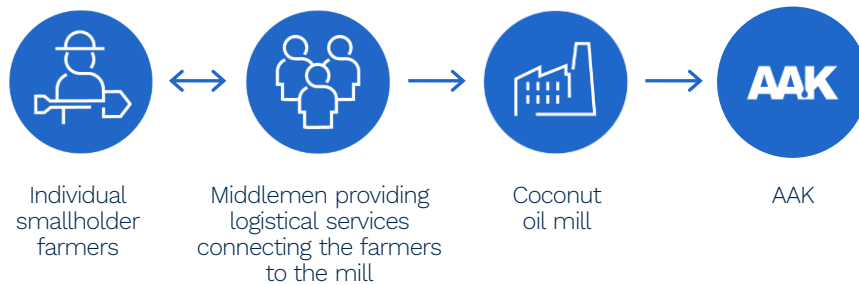 AAK
Individual
smallholder
farmers
Middlemen providing
logistical services
connecting the farmers
to the mill
Coconut
oil mill
AAK